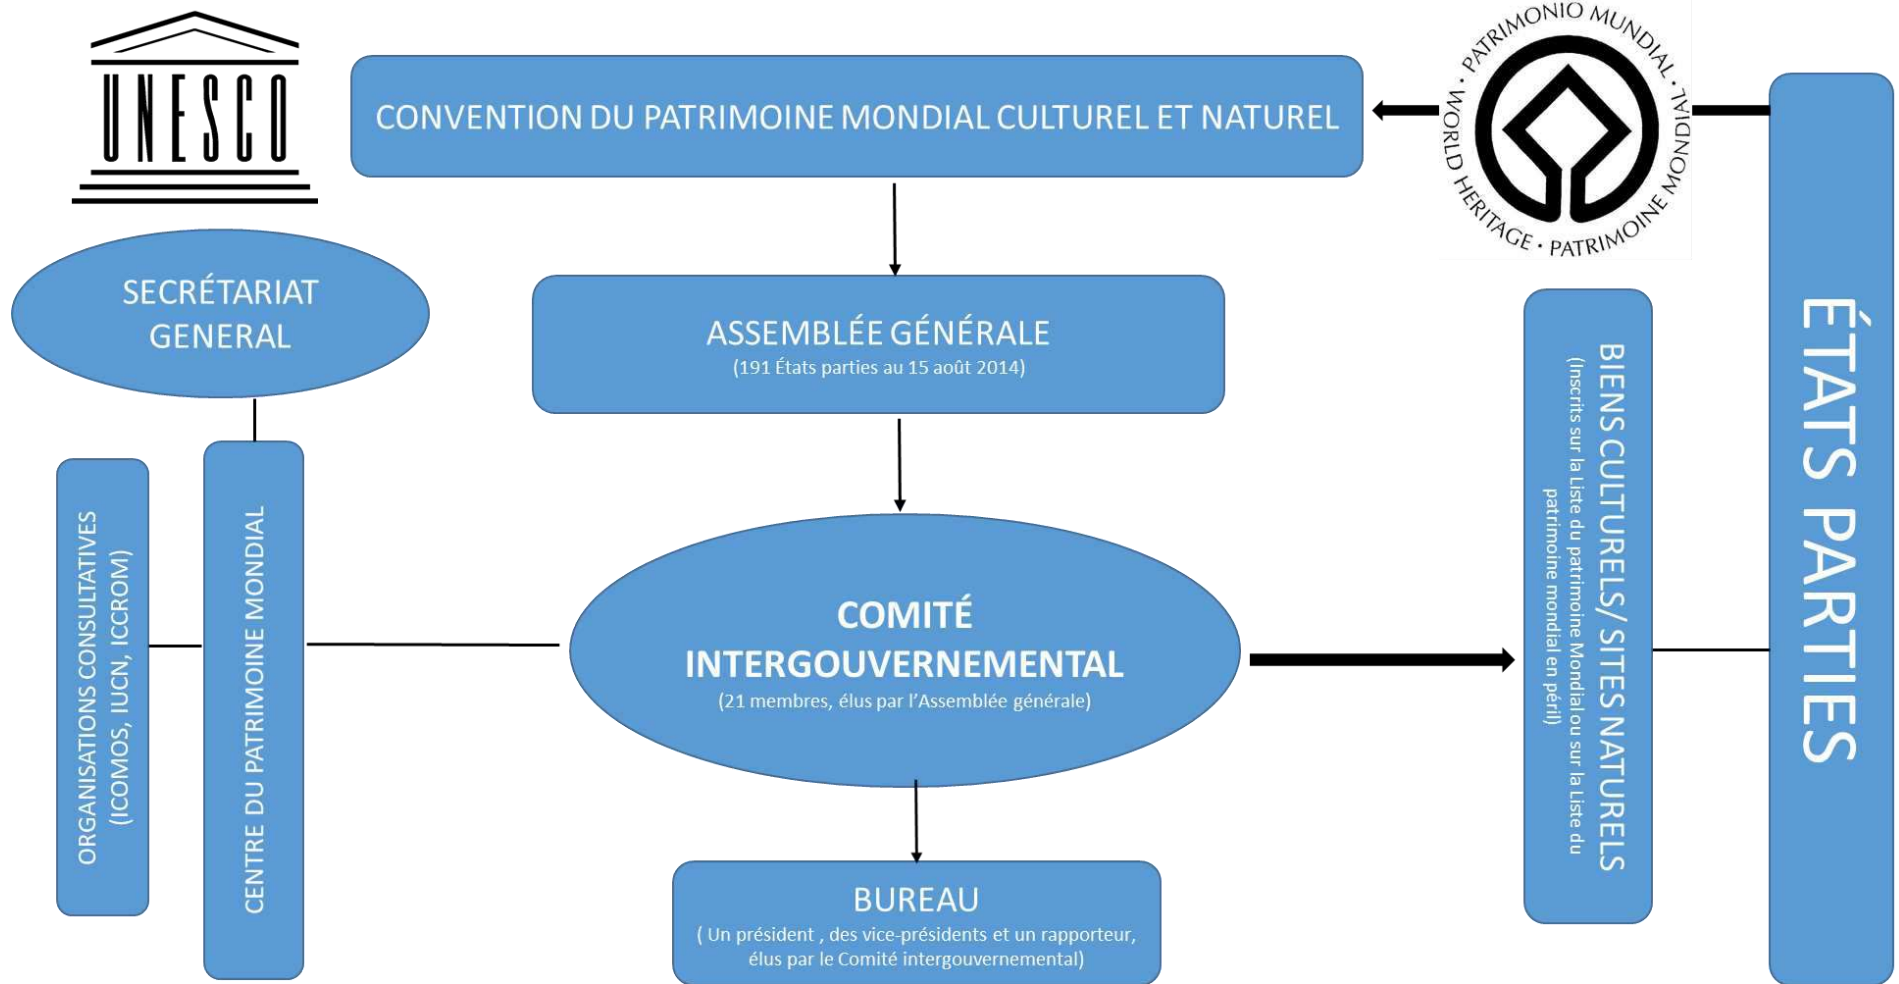 UNESCO
CONVENTION DU PATRIMOINE MONDIAL CULTUREL ET NATUREL
WORLD HERITAGE • PATRIMONIO MUNDIAL • PATRIMOINE MONDIAL •
SECRÉTARIAT
GENERAL
ASSEMBLÉE GÉNÉRALE
(191 États parties au 15 août 2014)
ORGANISATIONS CONSULTATIVES
(ICOMOS, IUCN, ICCROM)
CENTRE DU PATRIMOINE MONDIAL
COMITÉ
INTERGOUVERNEMENTAL
(21 membres, élus par l'Assemblée générale)
BUREAU
( Un président , des vice-présidents et un rapporteur,
élus par le Comité intergouvernemental)
BIENS CULTURELS/ SITES NATURELS
(Inscrits sur la Liste du patrimoine Mondial ou sur la Liste du
patrimoine mondial en péril)
ÉTATS PARTIES